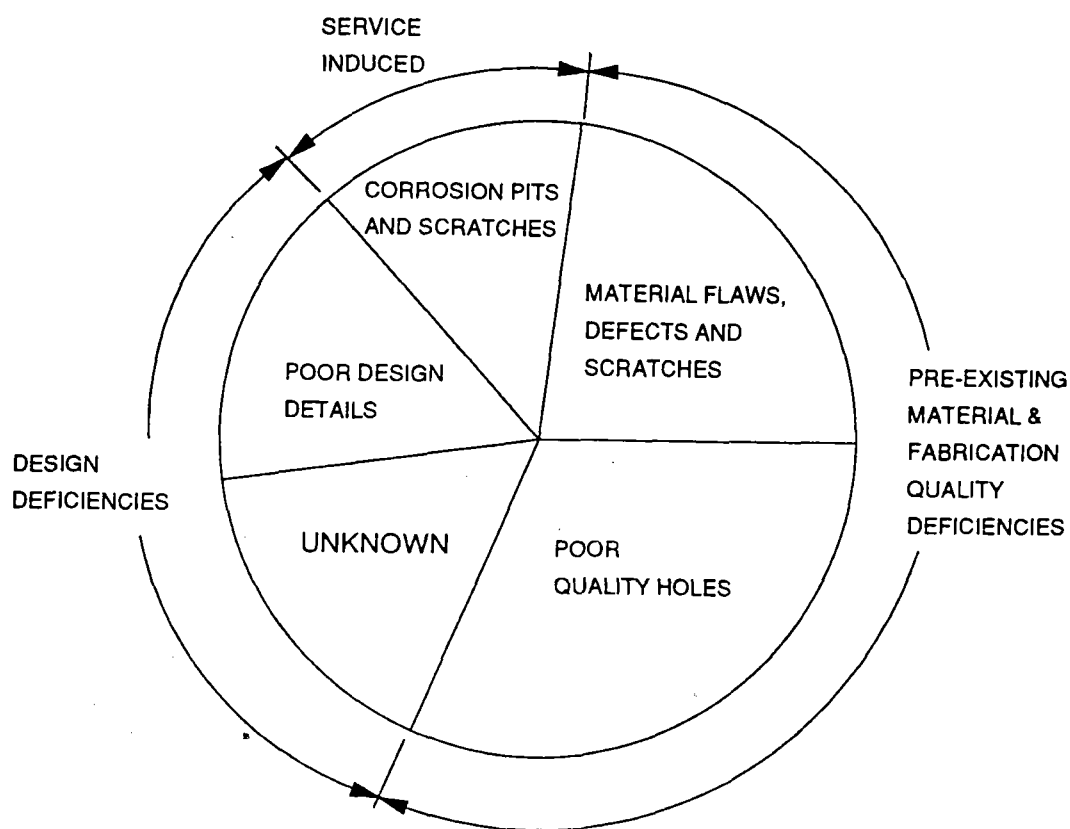 SERVICE
INDUCED
CORROSION PITS
AND SCRATCHES
MATERIAL FLAWS,
DEFECTS AND
SCRATCHES
POOR DESIGN
DETAILS
PRE-EXISTING
MATERIAL &
FABRICATION
QUALITY
DEFICIENCIES
DESIGN
DEFICIENCIES
UNKNOWN
POOR
QUALITY HOLES